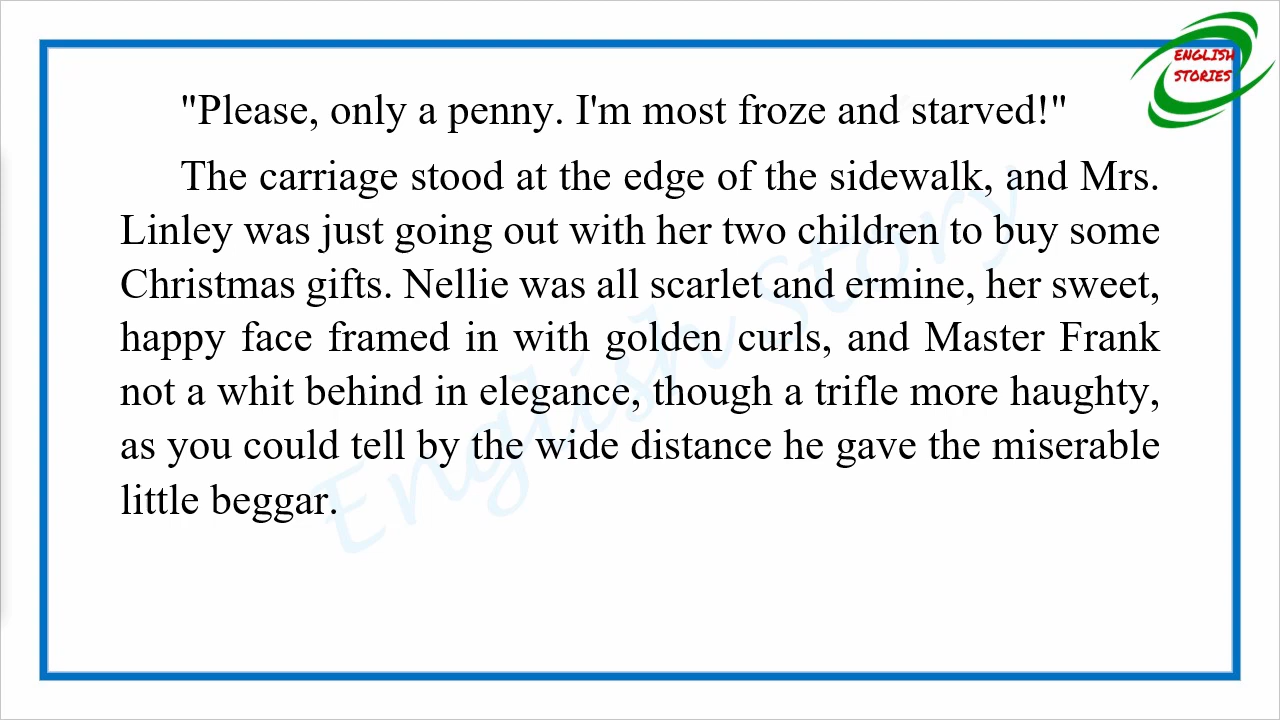 ENGLISH
STORIES
"Please, only a penny. I'm most froze and starved!"
The carriage stood at the edge of the sidewalk, and Mrs.
Linley was just going out with her two children to buy some
Christmas gifts. Nellie was all scarlet and ermine, her sweet,
happy face framed in with golden curls, and Master Frank
not a whit behind in elegance, though a trifle more haughty,
as you could tell by the wide distance he gave the miserable
little beggar.
English Story